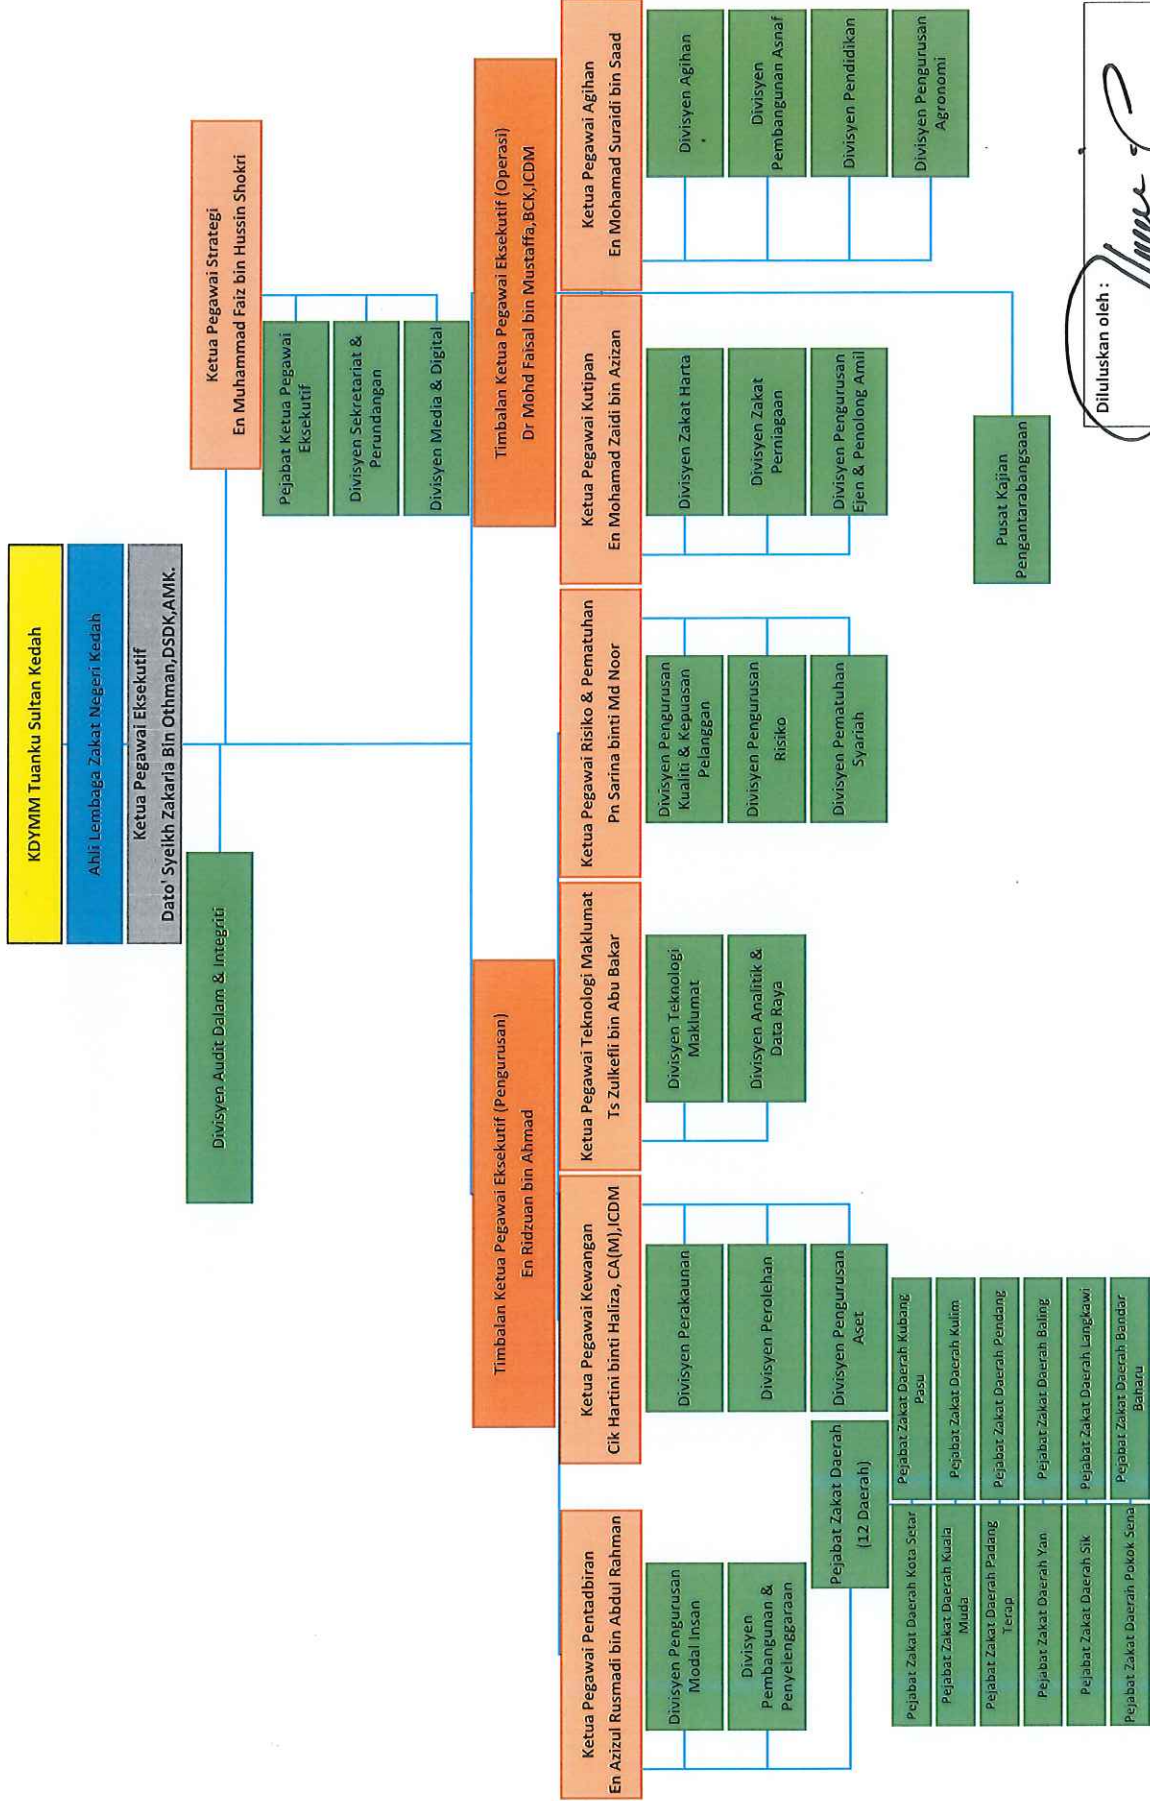 KDYMM Tuanku Sultan Kedah
Ahli Lembaga Zakat Negeri Kedah
Ketua Pegawai Eksekutif
Dato' Syeikh Zakaria Bin Othman,DSDK,AMK.
Divisyen Audit Dalam & Integriti
Ketua Pegawai Strategi
En Muhammad Faiz bin Hussin Shokri
Pejabat Ketua Pegawai
Eksekutif
Divisyen Sekretariat &
Perundangan
Divisyen Media & Digital
Timbalan Ketua Pegawai Eksekutif (Pengurusan)
En Ridzuan bin Ahmad
Timbalan Ketua Pegawai Eksekutif (Operasi)
Dr Mohd Faisal bin Mustaffa,BCK,ICDM
Ketua Pegawai Pentadbiran
En Azizul Rusmadi bin Abdul Rahman
Divisyen Pengurusan
Modal Insan
Divisyen
Pembangunan &
Penyelenggaraan
Pejabat Zakat Daerah
(12 Daerah)
Pejabat Zakat Daerah Kota Setar
Pejabat Zakat Daerah Kubang
Pasu
Pejabat Zakat Daerah Kuala
Muda
Pejabat Zakat Daerah Kulim
Pejabat Zakat Daerah Padang
Terap
Pejabat Zakat Daerah Pendang
Pejabat Zakat Daerah Yan
Pejabat Zakat Daerah Baling
Pejabat Zakat Daerah Sik
Pejabat Zakat Daerah Langkawi
Pejabat Zakat Daerah Pokok Sena
Pejabat Zakat Daerah Bandar
Baharu
Ketua Pegawai Kewangan
Cik Hartini binti Haliza, CA(M),ICDM
Divisyen Perakaunan
Divisyen Perolehan
Divisyen Pengurusan
Aset
Ketua Pegawai Teknologi Maklumat
Ts Zulkefli bin Abu Bakar
Divisyen Teknologi
Maklumat
Divisyen Analitik &
Data Raya
Ketua Pegawai Risiko & Pematuhan
Pn Sarina binti Md Noor
Divisyen Pengurusan
Kualiti & Kepuasan
Pelanggan
Divisyen Pengurusan
Risiko
Divisyen Pematuhan
Syariah
Ketua Pegawai Kutipan
En Mohamad Zaidi bin Azizan
Divisyen Zakat Harta
Divisyen Zakat
Perniagaan
Divisyen Pengurusan
Ejen & Penolong Amil
Ketua Pegawai Agihan
En Mohamad Suraidi bin Saad
Divisyen Agihan
Divisyen
Pembangunan Asnaf
Divisyen Pendidikan
Divisyen Pengurusan
Agronomi
Pusat Kajian
Pengantarabangsaan
Diluluskan oleh :